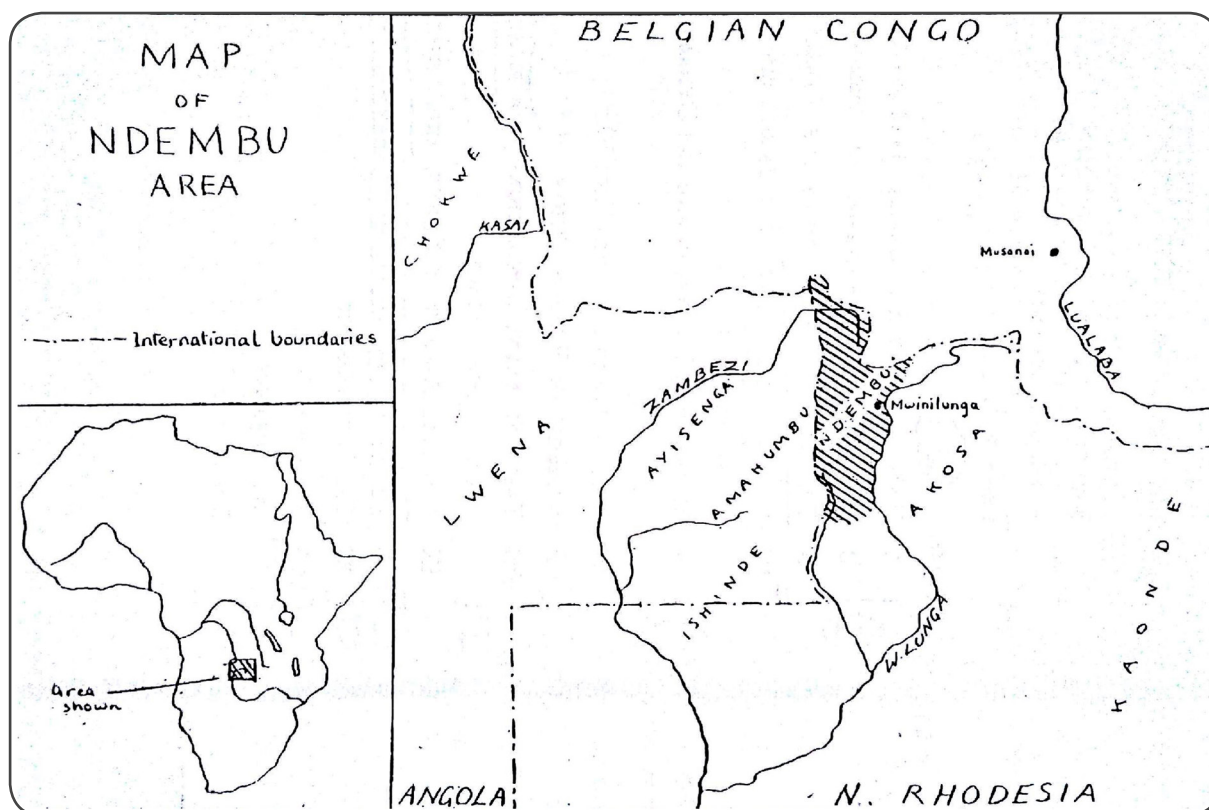 MAP
OF
NDEMBU
AREA
International boundaries
Area
shown
BELGIAN CONGO
CHOKWE
KASAI
Musonoi
LUALABA
ZAMBEZI
AYISENGA
LWENA
AMAHUMBU
NDEMBU
Mwinilunga
AKOSA
KAONDE
ISHINDE
W. LUNGA
ANGOLA
N. RHODESIA